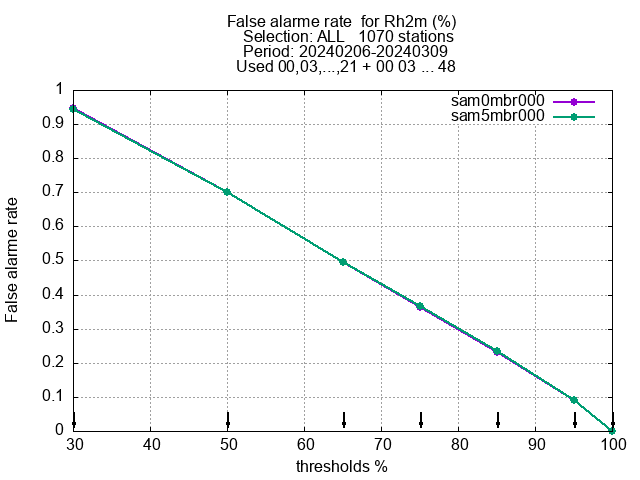 False alarme rate  for Rh2m (%)
Selection: ALL   1070 stations
Period: 20240206-20240309
Used 00,03,...,21 + 00 03 ... 48
sam0mbr000
sam5mbr000
1
0.9
0.8
0.7
0.6
0.5
0.4
0.3
0.2
0.1
0
False alarme rate
30 40 50 60 70 80 90 100
thresholds %